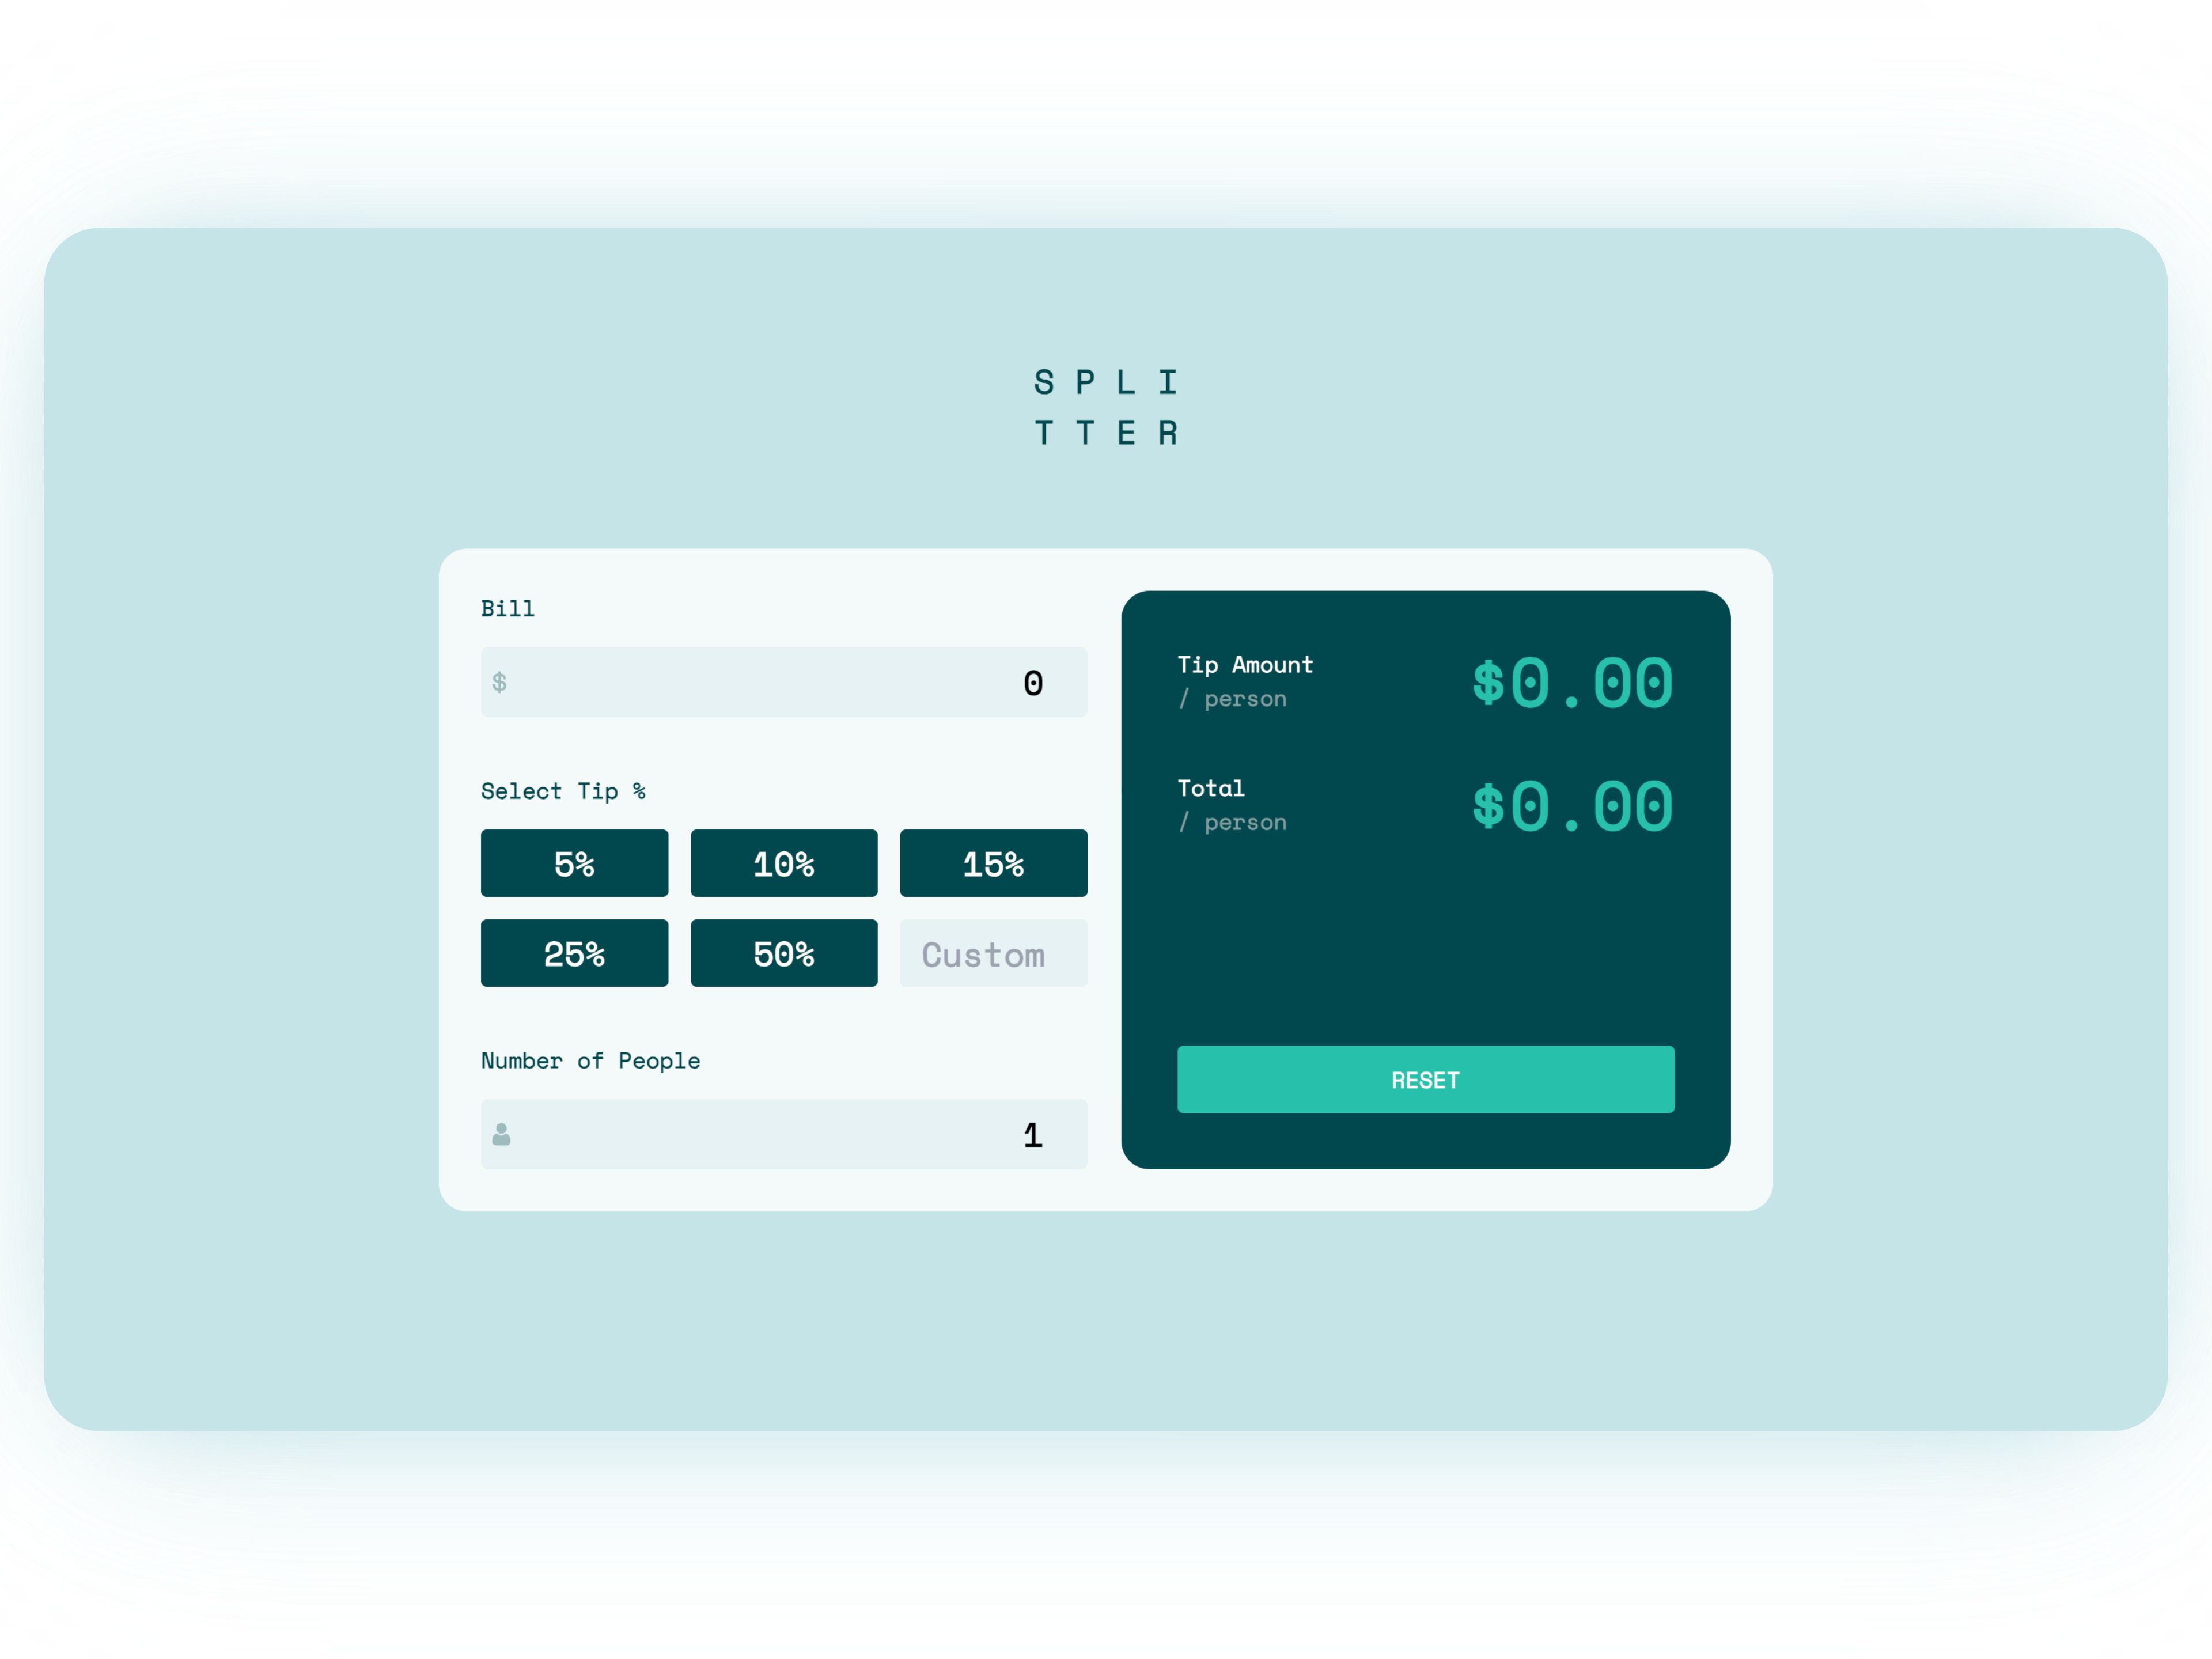 S P L I
T T E R
Bill
$ 0
Select Tip %
5% 10% 15%
25% 50% Custom
Number of People
1
Tip Amount
/ person
$0.00
Total
/ person
$0.00
RESET